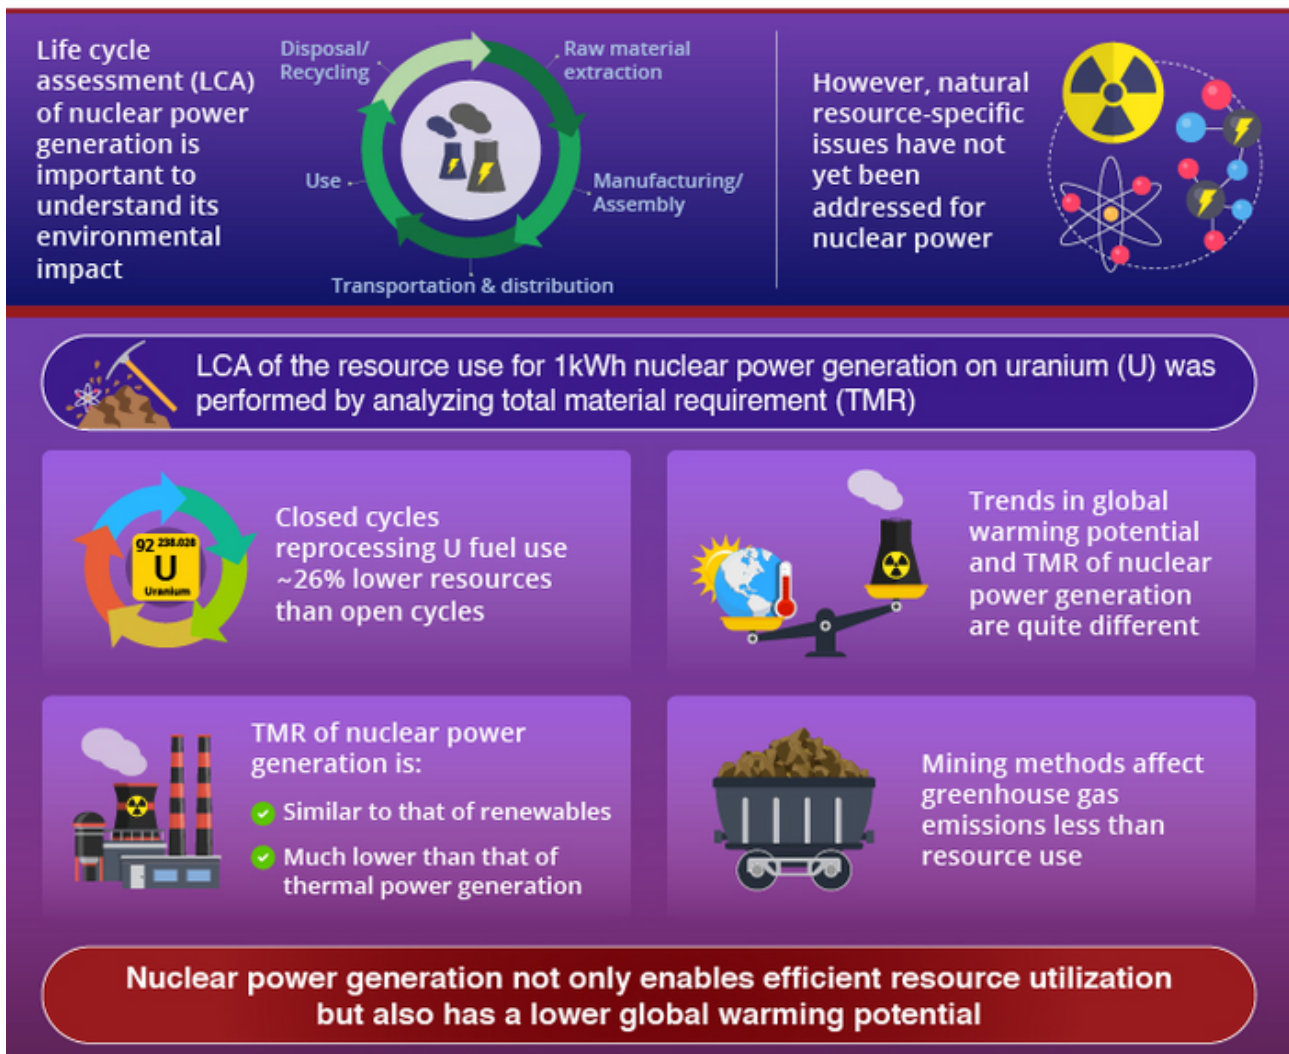 Life cycle
assessment (LCA)
of nuclear power
generation is
important to
understand its
environmental
impact
Disposal/
Recycling
Raw material
extraction
Use
Manufacturing/
Assembly
Transportation & distribution
However, natural
resource-specific
issues have not
yet been
addressed for
nuclear power
LCA of the resource use for 1kWh nuclear power generation on uranium (U) was
performed by analyzing total material requirement (TMR)
92 238.028
U
Uranium
Closed cycles
reprocessing U fuel use
~26% lower resources
than open cycles
Trends in global
warming potential
and TMR of nuclear
power generation
are quite different
TMR of nuclear power
generation is:
Similar to that of renewables
Much lower than that of
thermal power generation
Mining methods affect
greenhouse gas
emissions less than
resource use
Nuclear power generation not only enables efficient resource utilization
but also has a lower global warming potential